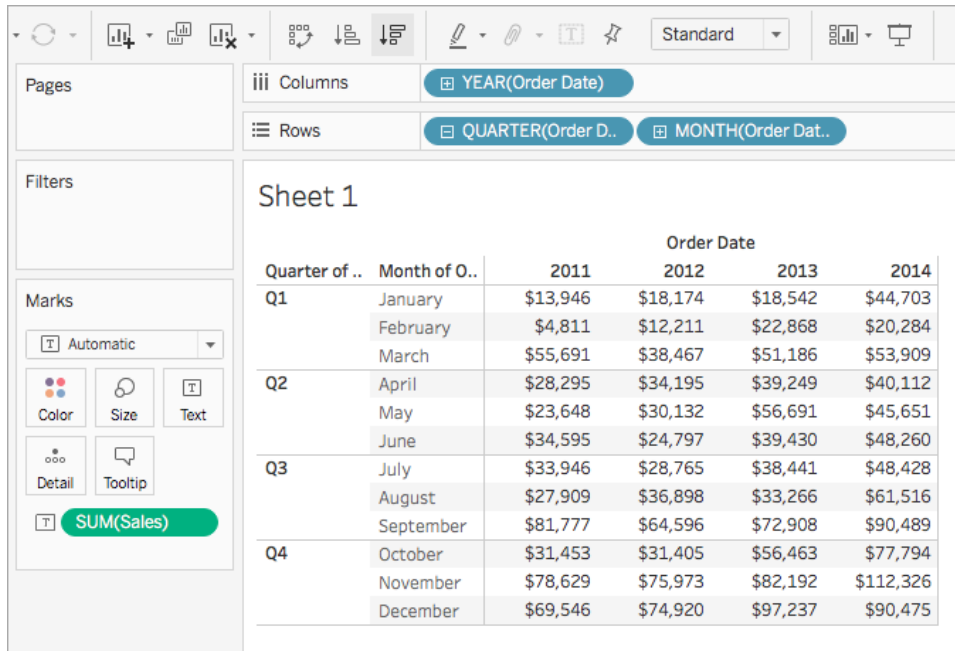 Standard
Pages
iii Columns
YEAR(Order Date)
Rows
QUARTER(Order D..
MONTH(Order Dat..
Filters
Sheet 1
Order Date
Quarter of .. Month of O.. 2011 2012 2013 2014
Q1 January $13,946 $18,174 $18,542 $44,703
February $4,811 $12,211 $22,868 $20,284
March $55,691 $38,467 $51,186 $53,909
Q2 April $28,295 $34,195 $39,249 $40,112
May $23,648 $30,132 $56,691 $45,651
June $34,595 $24,797 $39,430 $48,260
Q3 July $33,946 $28,765 $38,441 $48,428
August $27,909 $36,898 $33,266 $61,516
September $81,777 $64,596 $72,908 $90,489
Q4 October $31,453 $31,405 $56,463 $77,794
November $78,629 $75,973 $82,192 $112,326
December $69,546 $74,920 $97,237 $90,475
Marks
T Automatic
Color Size Text
Detail Tooltip
T SUM(Sales)